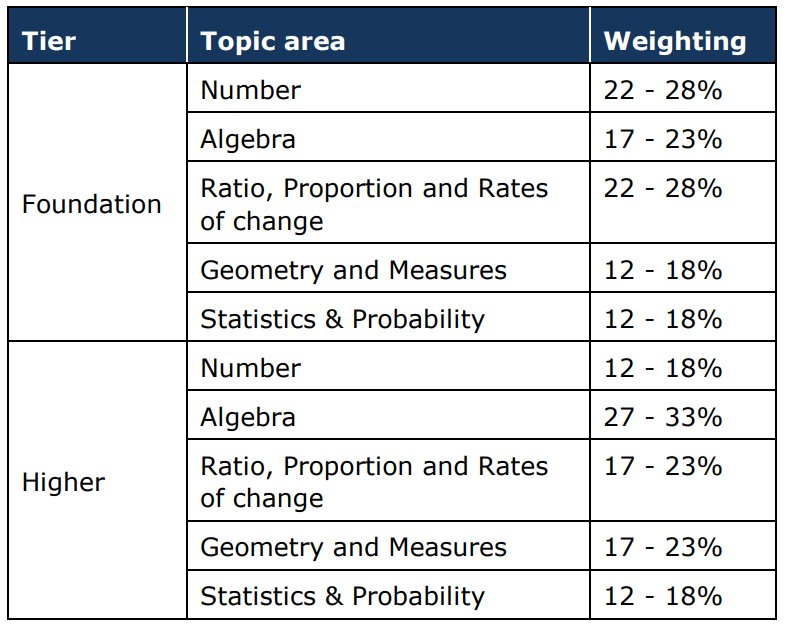 Tier Topic area Weighting
Number 22 - 28%
Algebra 17 - 23%
Foundation
Ratio, Proportion and Rates 22 - 28%
of change
Geometry and Measures 12 - 18%
Statistics & Probability 12 - 18%
Number 12 - 18%
Algebra 27 - 33%
Higher
Ratio, Proportion and Rates 17 - 23%
of change
Geometry and Measures 17 - 23%
Statistics & Probability 12 - 18%